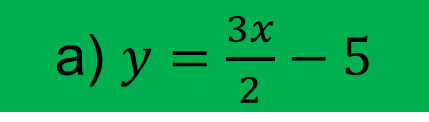 a) y = 3x/2 − 5